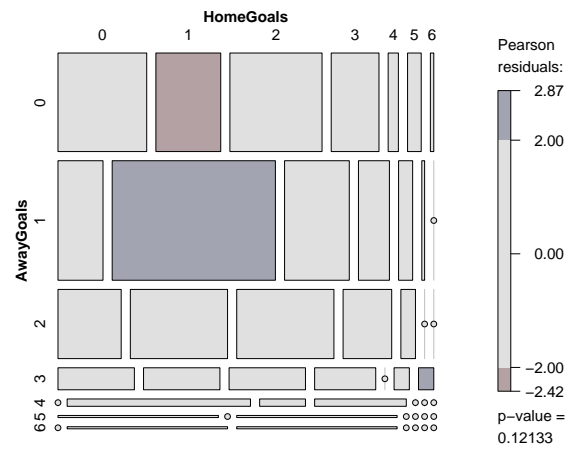 HomeGoals
0 1 2 3 4 5 6
Pearson
residuals:
2.87
2.00
0.00
−2.00
−2.42
p−value =
0.12133
AwayGoals
0
1
2
3
4
5
6